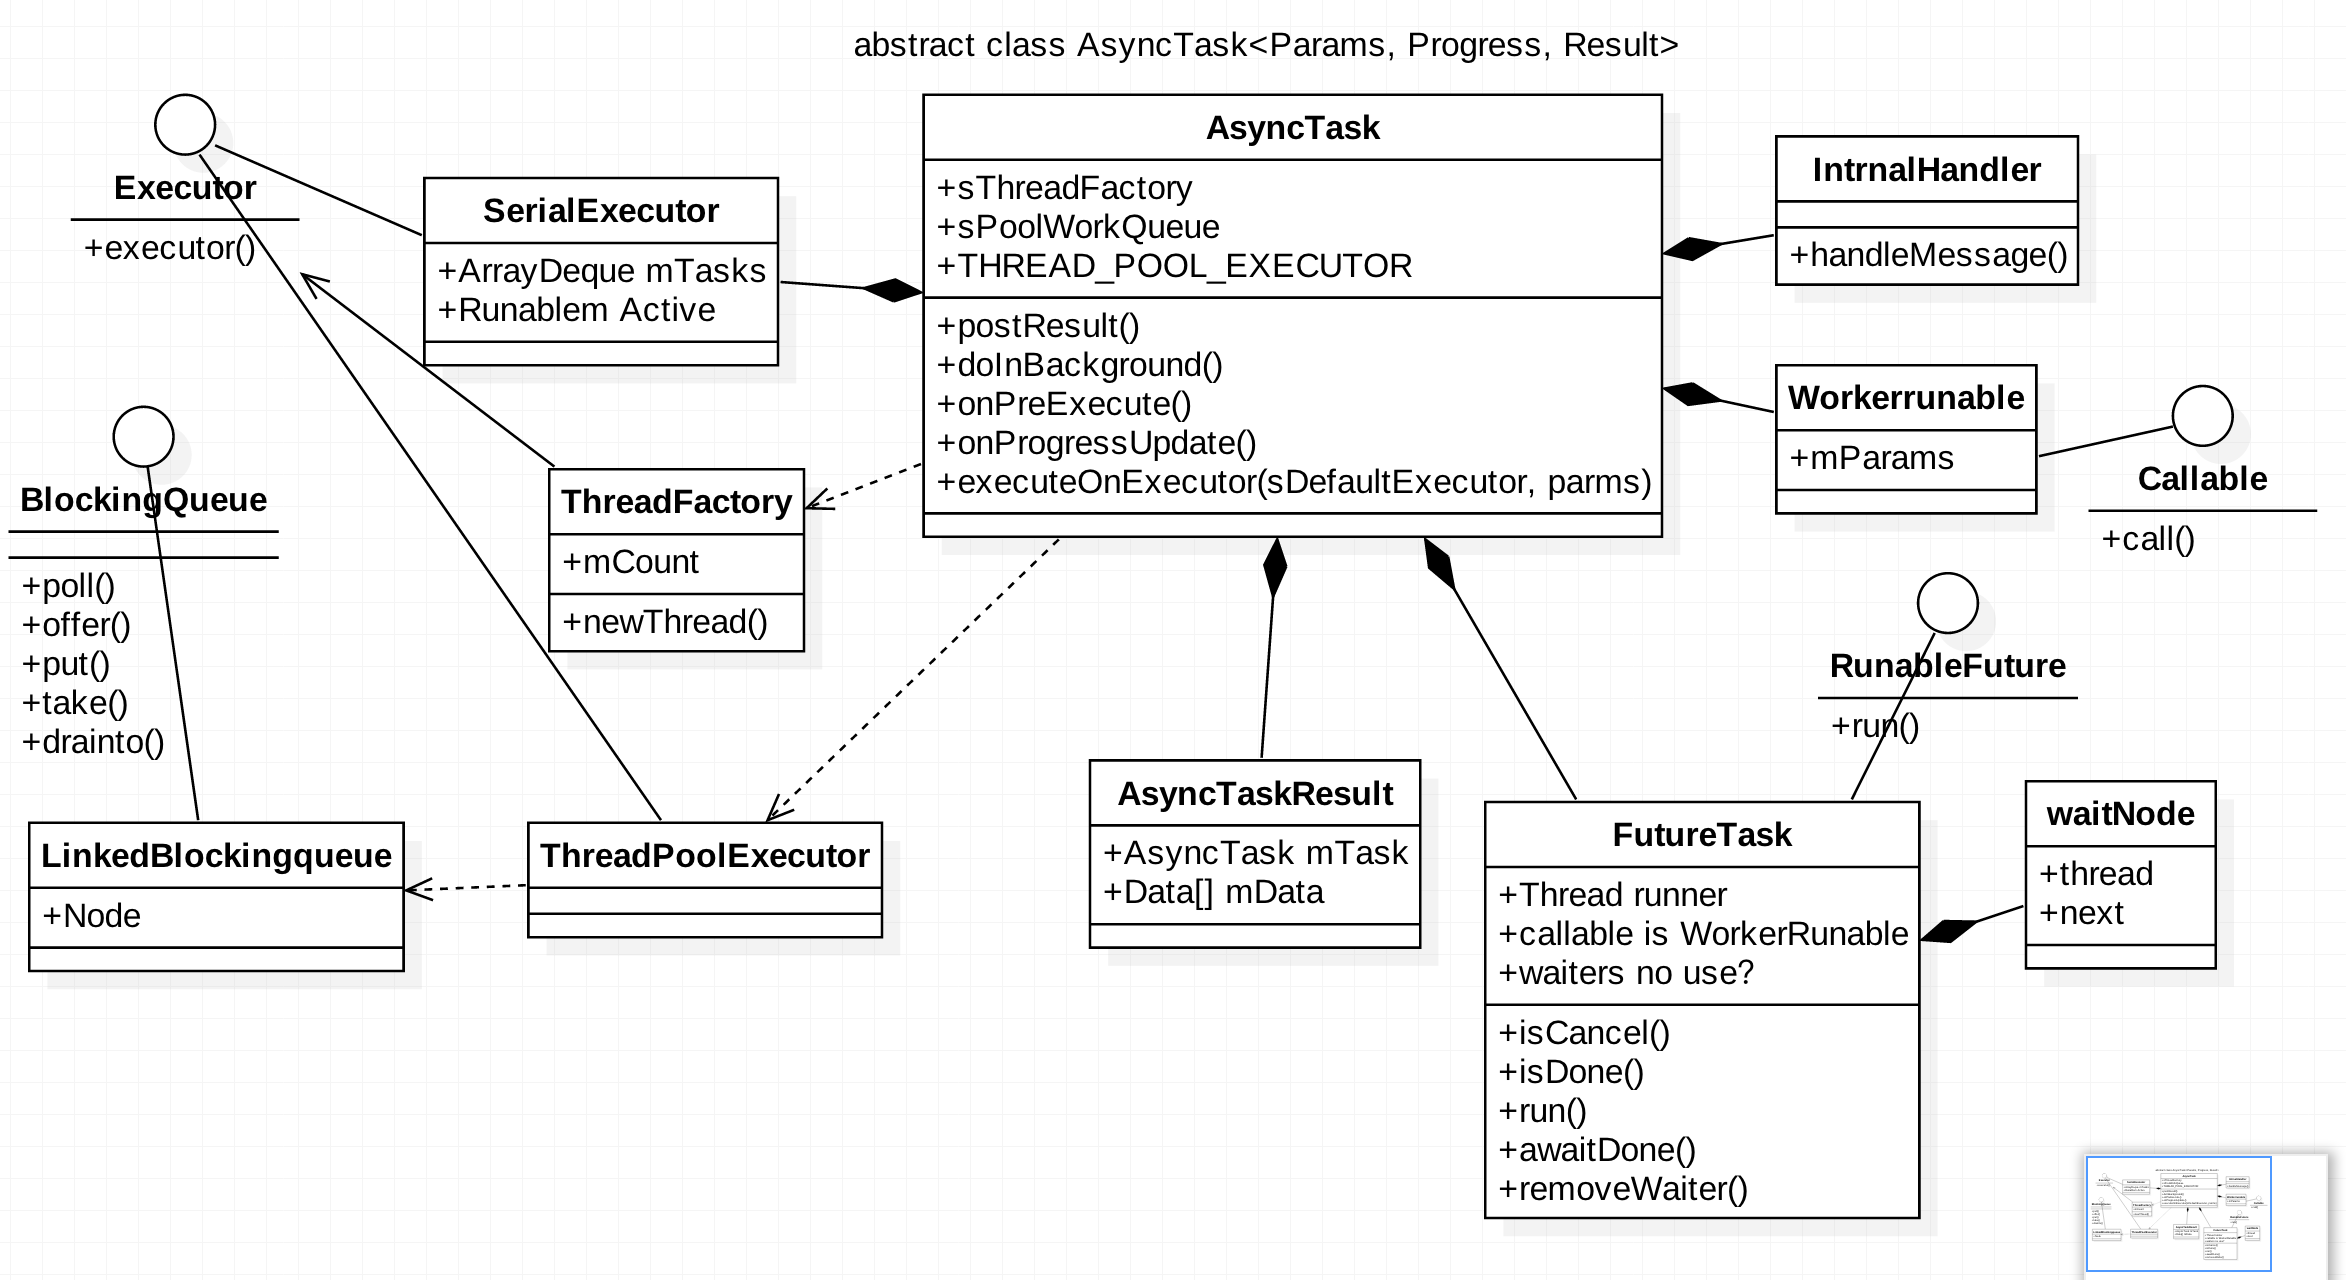 abstract class AsyncTask<Params, Progress, Result>
Executor
+executor()
SerialExecutor
+ArrayDeque mTasks
+Runablem Active
AsyncTask
+sThreadFactory
+sPoolWorkQueue
+THREAD_POOL_EXECUTOR
+postResult()
+doInBackground()
+onPreExecute()
+onProgressUpdate()
+executeOnExecutor(sDefaultExecutor, parms)
IntrnalHandler
+handleMessage()
Workerrunable
+mParams
Callable
+call()
BlockingQueue
+poll()
+offer()
+put()
+take()
+drainto()
ThreadFactory
+mCount
+newThread()
RunableFuture
+run()
LinkedBlockingqueue
+Node
ThreadPoolExecutor
AsyncTaskResult
+AsyncTask mTask
+Data[] mData
FutureTask
+Thread runner
+callable is WorkerRunable
+waiters no use?
+isCancel()
+isDone()
+run()
+awaitDone()
+removeWaiter()
waitNode
+thread
+next